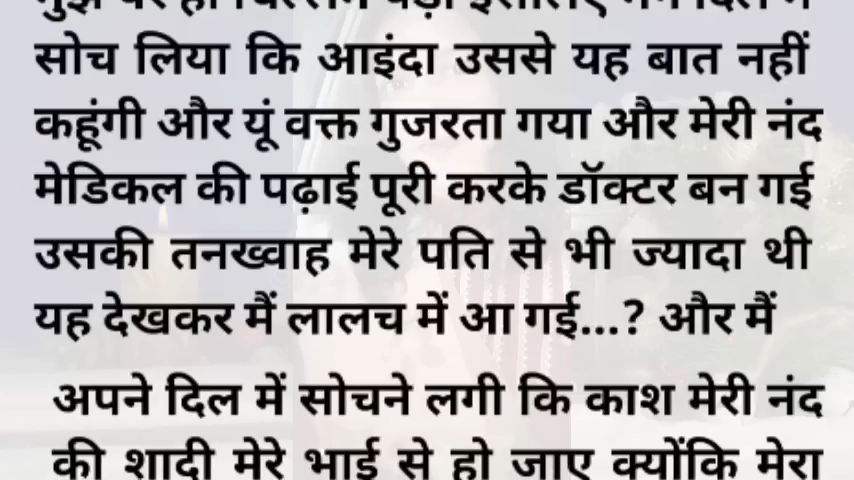 सोच लिया कि आइंदा उससे यह बात नहीं
कहूंगी और यूं वक्त गुजरता गया और मेरी नंद
मेडिकल की पढ़ाई पूरी करके डॉक्टर बन गई
उसकी तनख्वाह मेरे पति से भी ज्यादा थी
यह देखकर मैं लालच में आ गई...? और मैं
अपने दिल में सोचने लगी कि काश मेरी नंद
की शादी मेरे भाई से हो जाए क्योंकि मेरा